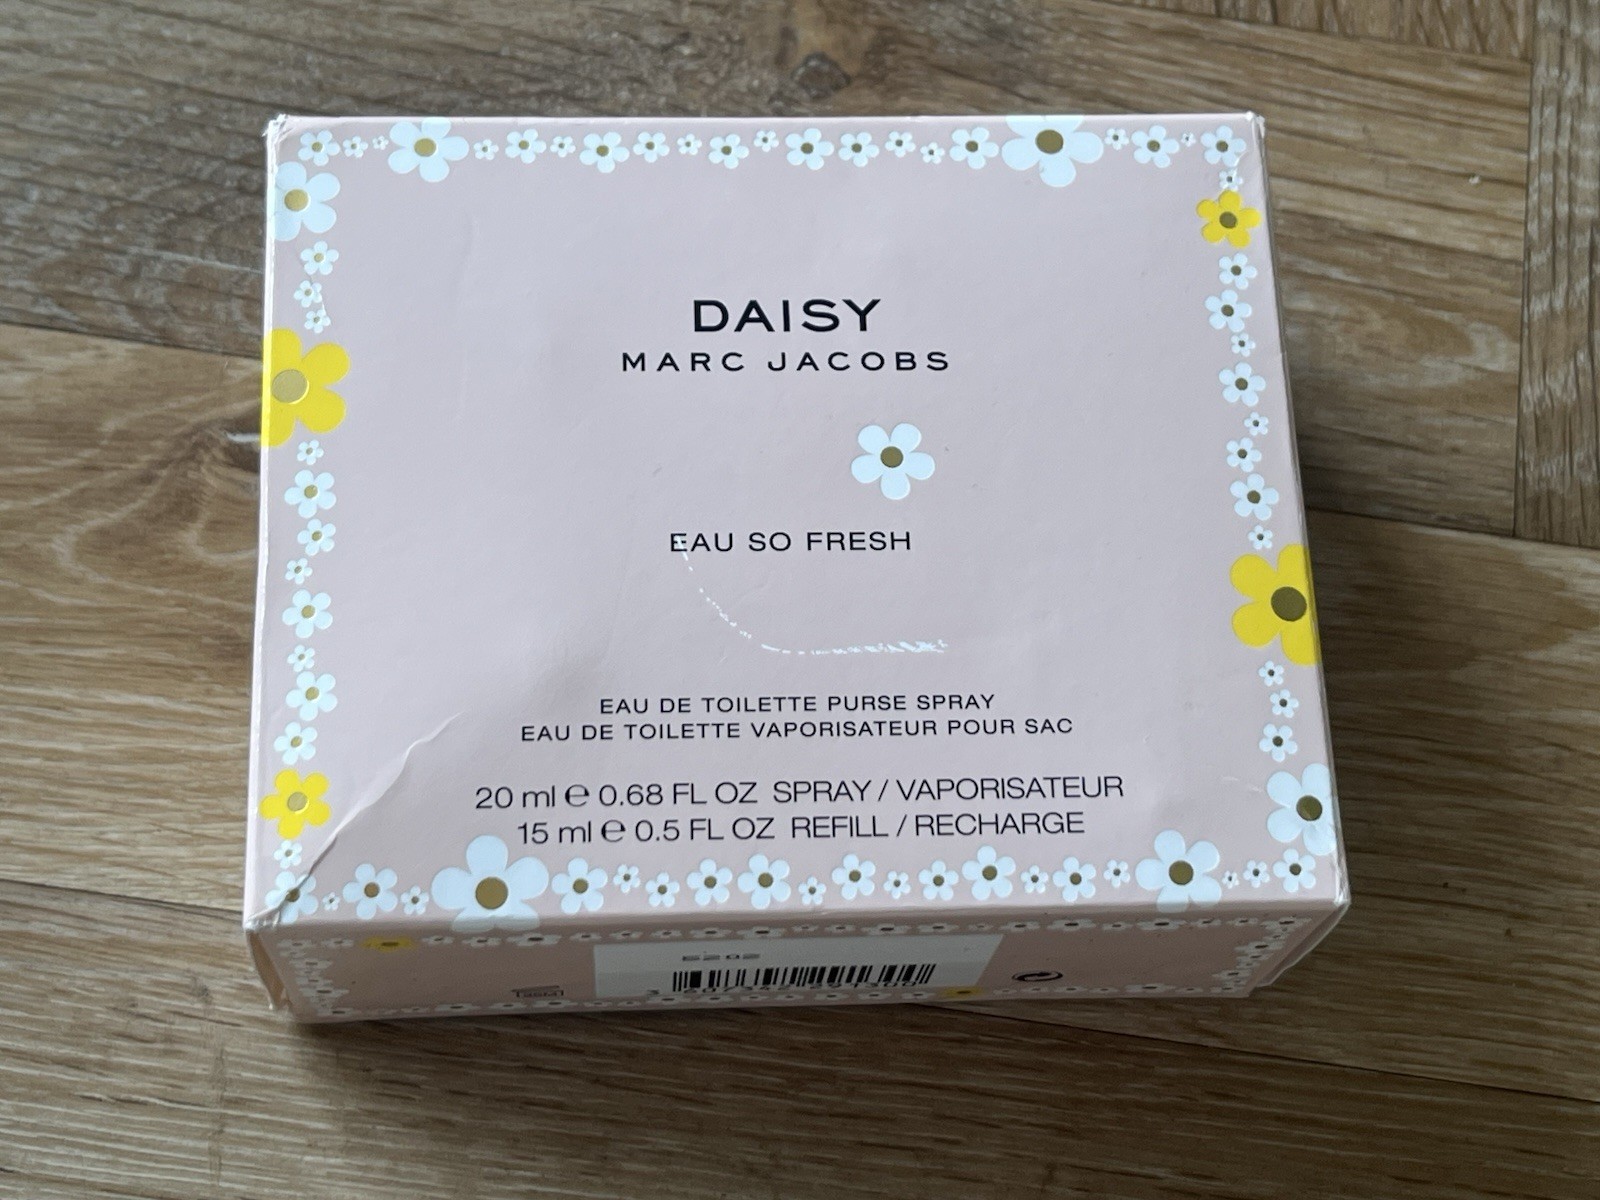 DAISY
MARC JACOBS
EAU SO FRESH
EAU DE TOILETTE PURSE SPRAY
EAU DE TOILETTE VAPORISATEUR POUR SAC
20 ml ℮ 0.68 FL OZ SPRAY / VAPORISATEUR
15 ml ℮ 0.5 FL OZ REFILL / RECHARGE